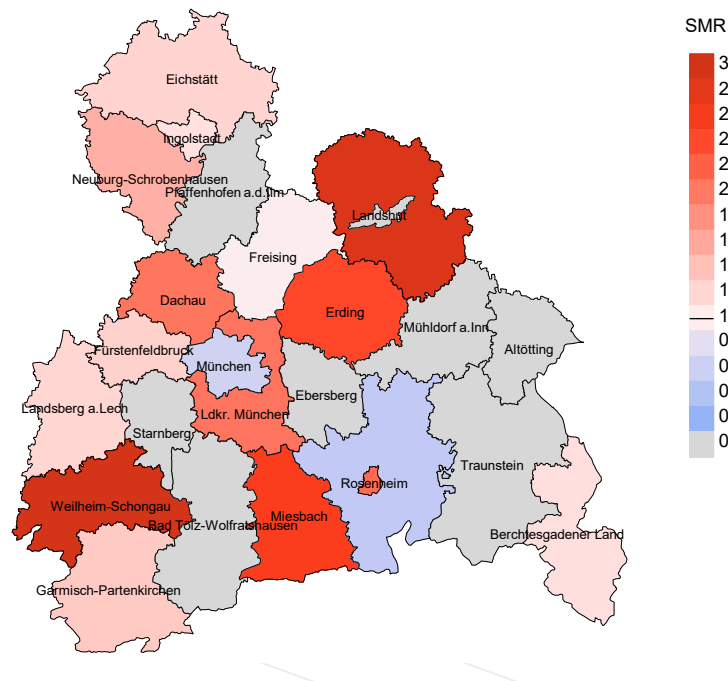 SMR
3
2
2
2
2
2
1
1
1
1
1
0
0
0
0
0
Eichstätt
Ingolstadt
Neuburg-Schrobenhausen
Pfaffenhofen a.d.Ilm
Landshut
Freising
Dachau
Erding
Mühldorf a.Inn
Altötting
Fürstenfeldbruck
München
Ebersberg
Landsberg a.Lech
Ldkr. München
Starnberg
Traunstein
Rosenheim
Weilheim-Schongau
Miesbach
Bad Tölz-Wolfratshausen
Berchtesgadener Land
Garmisch-Partenkirchen